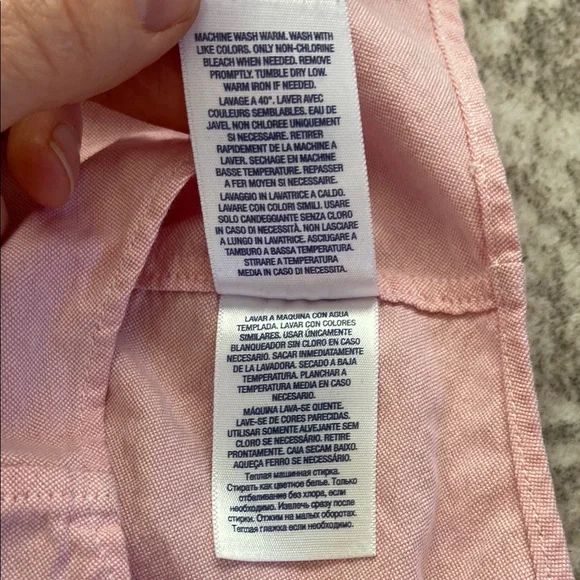 MACHINE WASH WARM. WASH WITH
LIKE COLORS. ONLY NON-CHLORINE
BLEACH WHEN NEEDED. REMOVE
PROMPTLY. TUMBLE DRY LOW.
WARM IRON IF NEEDED.
LAVAGE A 40°. LAVER AVEC
COULEURS SEMBLABLES. EAU DE
JAVEL NON CHLOREE UNIQUEMENT
SI NECESSAIRE. RETIRER
RAPIDEMENT DE LA MACHINE A
LAVER. SECHAGE EN MACHINE
BASSE TEMPERATURE. REPASSER
A FER MOYEN SI NECESSAIRE.
LAVAGGIO IN LAVATRICE A CALDO.
LAVARE CON COLORI SIMILI. USARE
SOLO CANDEGGIANTE SENZA CLORO
IN CASO DI NECESSITÀ. NON LASCIARE
A LUNGO IN LAVATRICE. ASCIUGARE A
TAMBURO A BASSA TEMPERATURA.
STIRARE A TEMPERATURA
MEDIA IN CASO DI NECESSITA.
LAVAR A MAQUINA CON AGUA
TEMPLADA. LAVAR CON COLORES
SIMILARES. USAR ÚNICAMENTE
BLANQUEADOR SIN CLORO EN CASO
NECESARIO. SACAR INMEDIATAMENTE
DE LA LAVADORA. SECADO A BAJA
TEMPERATURA. PLANCHAR A
TEMPERATURA MEDIA EN CASO
NECESARIO.
MÁQUINA LAVA-SE QUENTE.
LAVE-SE DE CORES PARECIDAS.
UTILISAR SOMENTE ALVEJANTE SEM
CLORO SE NECESSÁRIO. RETIRE
PRONTAMENTE. CAIA SECAM BAIXO.
AQUEÇA FERRO SE NECESSÁRIO.
Теплая машинная стирка.
Стирать как цветное белье. Только
отбеливание без хлора, если
необходимо. Извлечь сразу после
стирки. Отжим на малых оборотах.
Теплая глажка если необходимо.